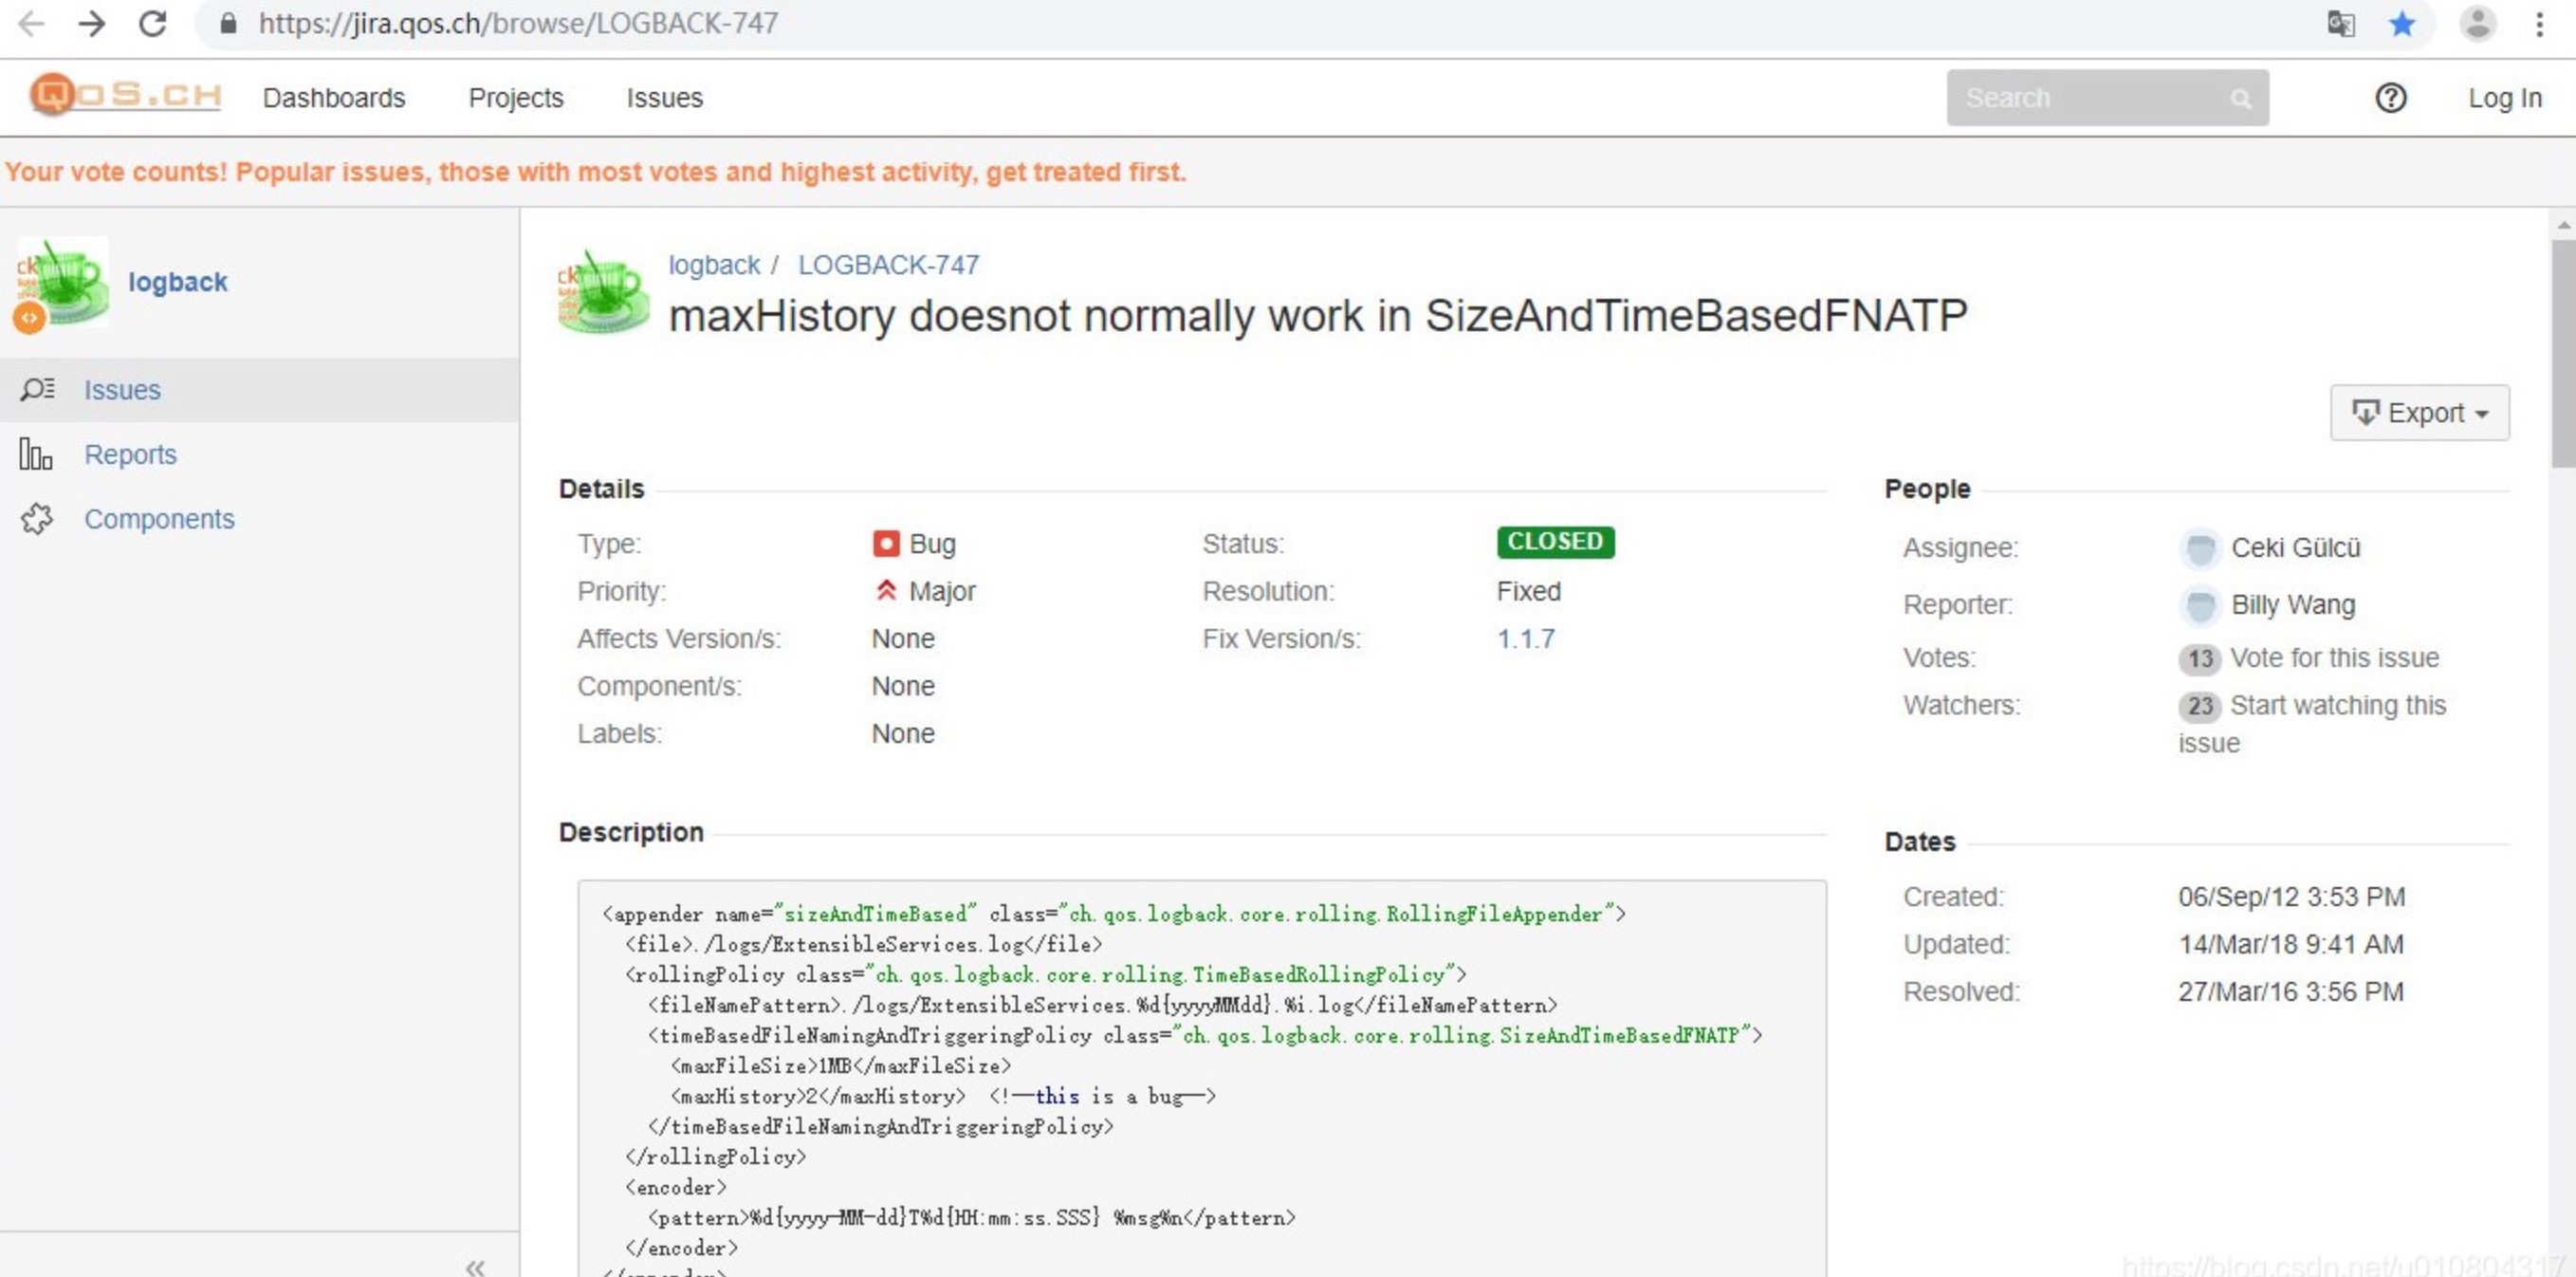 https://jira.qos.ch/browse/LOGBACK-747
QOS.CH Dashboards Projects Issues Search Log In
Your vote counts! Popular issues, those with most votes and highest activity, get treated first.
logback
Issues
Reports
Components
logback / LOGBACK-747
maxHistory doesnot normally work in SizeAndTimeBasedFNATP
Export
Details
Type: Bug Status: CLOSED
Priority: Major Resolution: Fixed
Affects Version/s: None Fix Version/s: 1.1.7
Component/s: None
Labels: None
People
Assignee: Ceki Gülcü
Reporter: Billy Wang
Votes: 13 Vote for this issue
Watchers: 23 Start watching this
issue
Description
<appender name="sizeAndTimeBased" class="ch.qos.logback.core.rolling.RollingFileAppender">
<file>./logs/ExtensibleServices.log</file>
<rollingPolicy class="ch.qos.logback.core.rolling.TimeBasedRollingPolicy">
<fileNamePattern>./logs/ExtensibleServices.%d{yyyyMMdd}.%i.log</fileNamePattern>
<timeBasedFileNamingAndTriggeringPolicy class="ch.qos.logback.core.rolling.SizeAndTimeBasedFNATP">
<maxFileSize>1MB</maxFileSize>
<maxHistory>2</maxHistory> <!--this is a bug-->
</timeBasedFileNamingAndTriggeringPolicy>
</rollingPolicy>
<encoder>
<pattern>%d{yyyy-MM-dd}T%d{HH:mm:ss.SSS} %msg%n</pattern>
</encoder>
</appender>
Dates
Created: 06/Sep/12 3:53 PM
Updated: 14/Mar/18 9:41 AM
Resolved: 27/Mar/16 3:56 PM
https://blog.csdn.net/u010804317